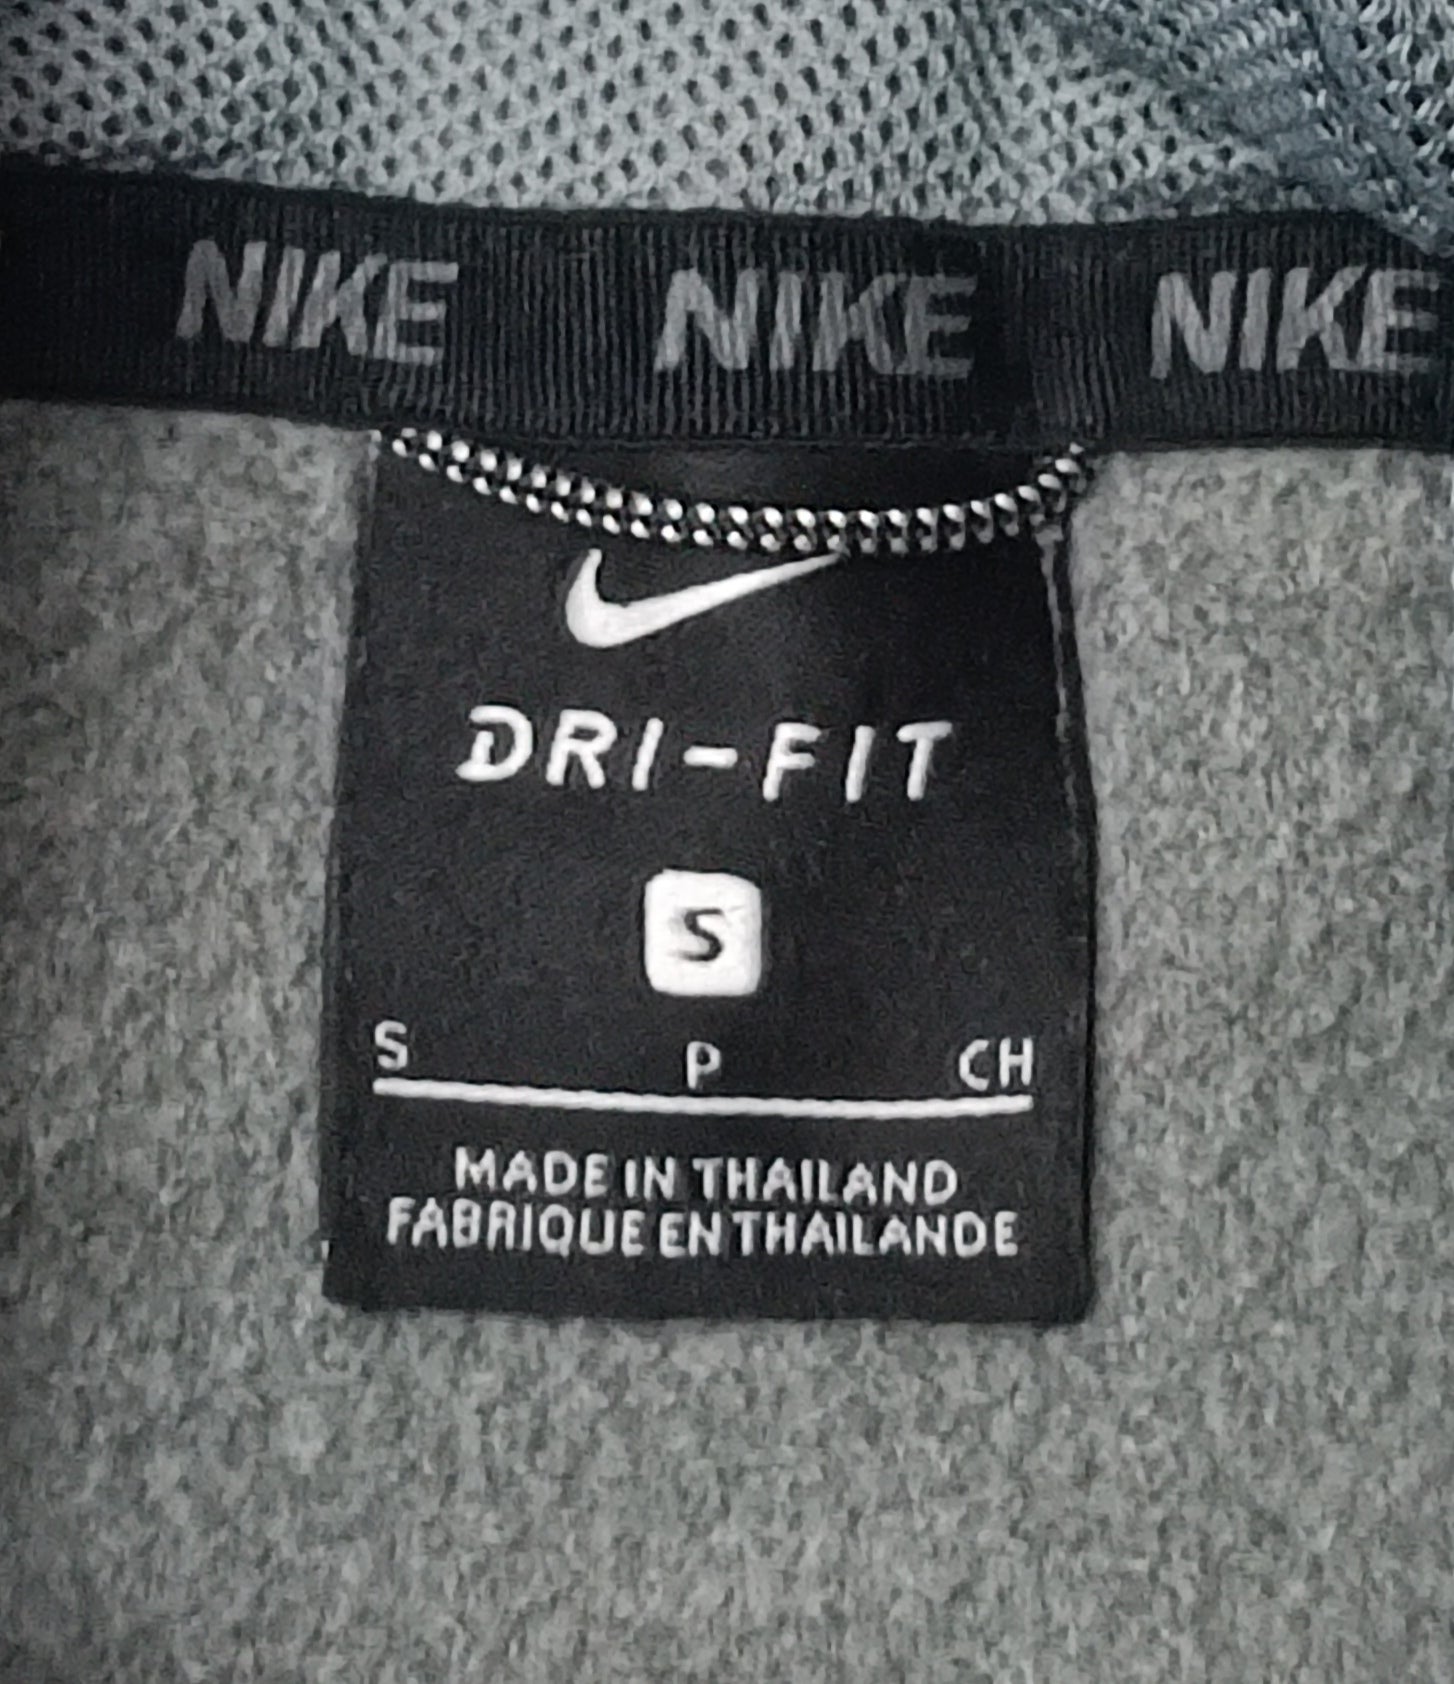 NIKE NIKE NIKE
DRI-FIT
S
S P CH
MADE IN THAILAND
FABRIQUE EN THAILANDE